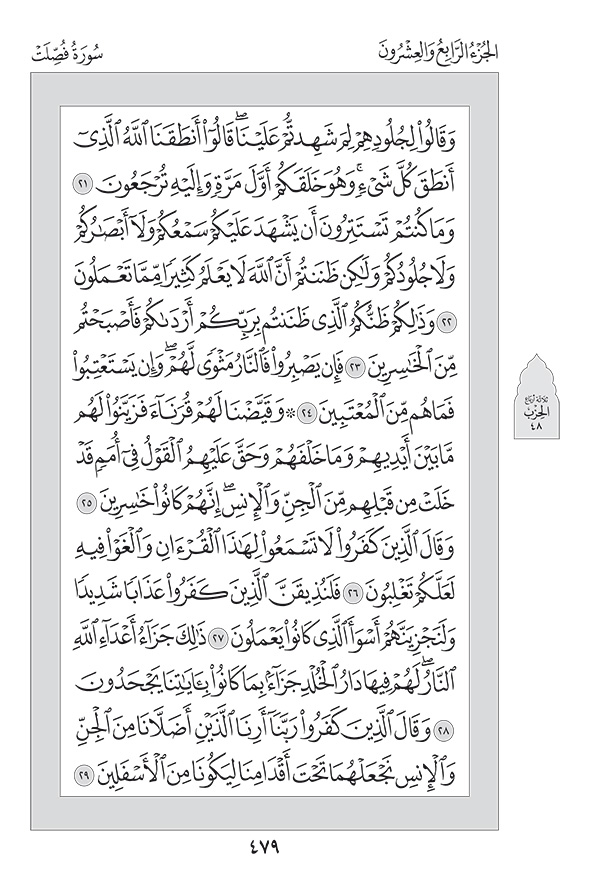 الجُزْءُ الرَّابِعُ وَالعِشْرُونَ
سُورَةُ فُصِّلَتْ
وَقَالُواْ لِجُلُودِهِمْ لِمَ شَهِدتُّمْ عَلَيْنَاۖ قَالُوٓاْ أَنطَقَنَا ٱللَّهُ ٱلَّذِىٓ
أَنطَقَ كُلَّ شَىْءٍۚ وَهُوَ خَلَقَكُمْ أَوَّلَ مَرَّةٍ وَإِلَيْهِ تُرْجَعُونَ ٢١
وَمَا كُنتُمْ تَسْتَتِرُونَ أَن يَشْهَدَ عَلَيْكُمْ سَمْعُكُمْ وَلَآ أَبْصَٰرُكُمْ
وَلَا جُلُودُكُمْ وَلَٰكِن ظَنَنتُمْ أَنَّ ٱللَّهَ لَا يَعْلَمُ كَثِيرًا مِّمَّا تَعْمَلُونَ
٢٢ وَذَٰلِكُمْ ظَنُّكُمُ ٱلَّذِى ظَنَنتُم بِرَبِّكُمْ أَرْدَىٰكُمْ فَأَصْبَحْتُم
مِّنَ ٱلْخَٰسِرِينَ ٢٣ فَإِن يَصْبِرُواْ فَٱلنَّارُ مَثْوًى لَّهُمْۖ وَإِن يَسْتَعْتِبُواْ
فَمَا هُم مِّنَ ٱلْمُعْتَبِينَ ٢٤ ۞ وَقَيَّضْنَا لَهُمْ قُرَنَآءَ فَزَيَّنُواْ لَهُم
مَّا بَيْنَ أَيْدِيهِمْ وَمَا خَلْفَهُمْ وَحَقَّ عَلَيْهِمُ ٱلْقَوْلُ فِىٓ أُمَمٍ قَدْ
خَلَتْ مِن قَبْلِهِم مِّنَ ٱلْجِنِّ وَٱلْإِنسِۖ إِنَّهُمْ كَانُواْ خَٰسِرِينَ ٢٥
وَقَالَ ٱلَّذِينَ كَفَرُواْ لَا تَسْمَعُواْ لِهَٰذَا ٱلْقُرْءَانِ وَٱلْغَوْاْ فِيهِ
لَعَلَّكُمْ تَغْلِبُونَ ٢٦ فَلَنُذِيقَنَّ ٱلَّذِينَ كَفَرُواْ عَذَابًا شَدِيدًا
وَلَنَجْزِيَنَّهُمْ أَسْوَأَ ٱلَّذِى كَانُواْ يَعْمَلُونَ ٢٧ ذَٰلِكَ جَزَآءُ أَعْدَآءِ ٱللَّهِ
ٱلنَّارُۖ لَهُمْ فِيهَا دَارُ ٱلْخُلْدِ جَزَآءًۢ بِمَا كَانُواْ بِـَٔايَٰتِنَا يَجْحَدُونَ
٢٨ وَقَالَ ٱلَّذِينَ كَفَرُواْ رَبَّنَآ أَرِنَا ٱلَّذَيْنِ أَضَلَّانَا مِنَ ٱلْجِنِّ
وَٱلْإِنسِ نَجْعَلْهُمَا تَحْتَ أَقْدَامِنَا لِيَكُونَا مِنَ ٱلْأَسْفَلِينَ ٢٩
ثلاثة أرباع
الحزب
٤٨
٤٧٩